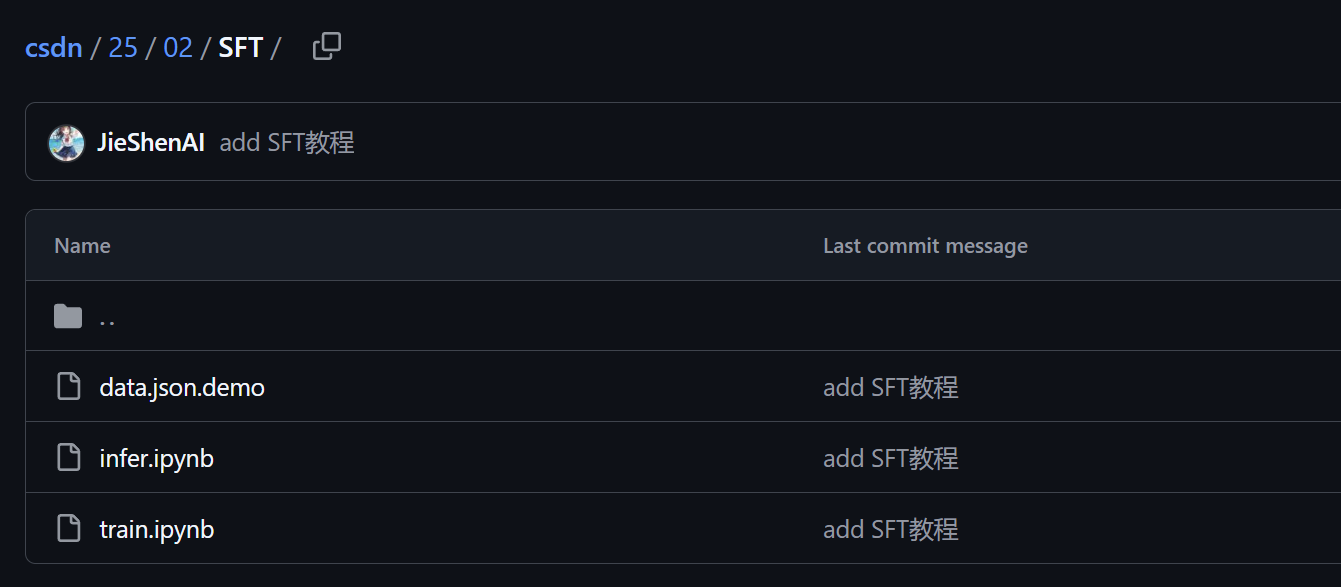 csdn / 25 / 02 / SFT /
JieShenAI add SFT教程
Name Last commit message
..
data.json.demo add SFT教程
infer.ipynb add SFT教程
train.ipynb add SFT教程